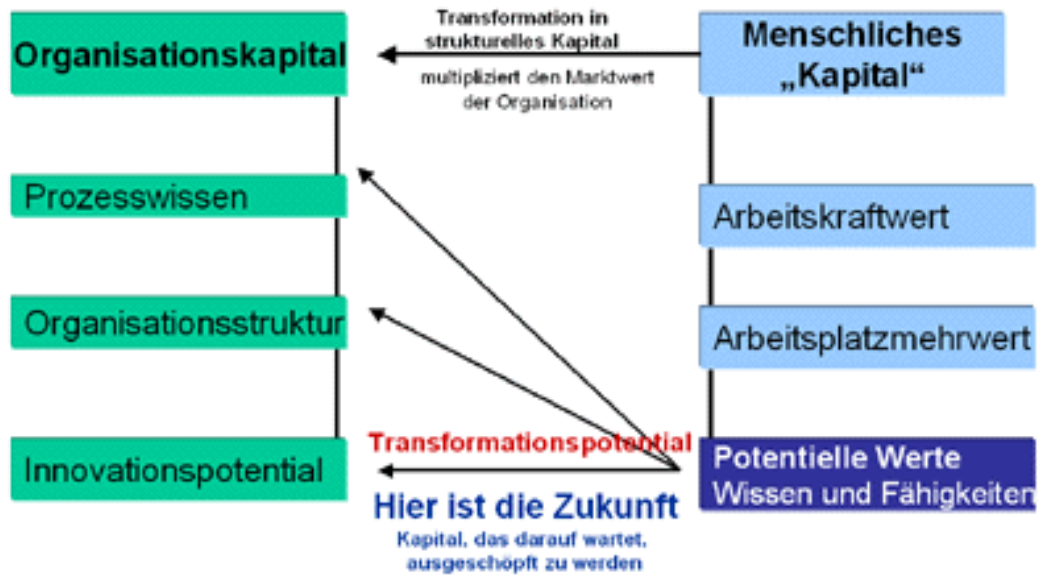 Organisationskapital
Transformation in
strukturelles Kapital
multipliziert den Marktwert
der Organisation
Menschliches
„Kapital“
Prozesswissen
Arbeitskraftwert
Organisationsstruktur
Arbeitsplatzmehrwert
Innovationspotential
Transformationspotential
Hier ist die Zukunft
Kapital, das darauf wartet,
ausgeschöpft zu werden
Potentielle Werte
Wissen und Fähigkeiten